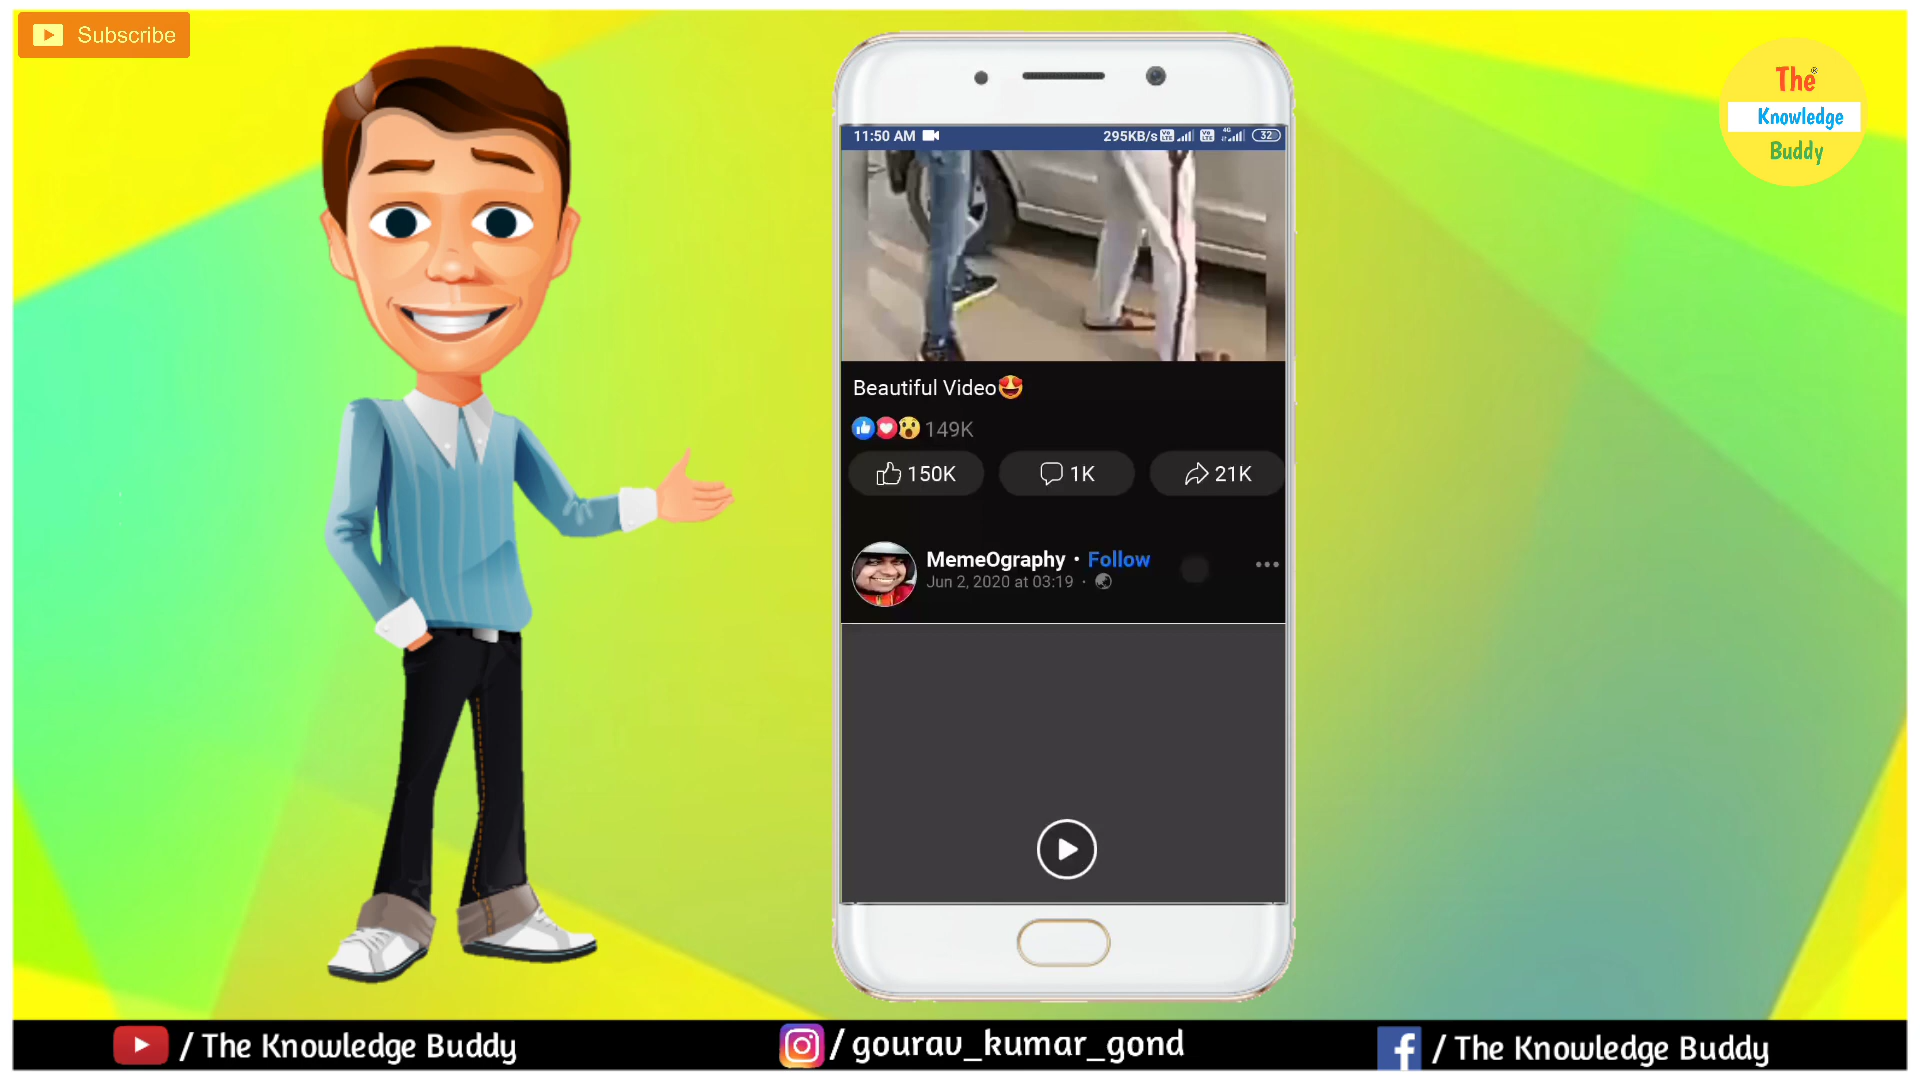 Subscribe
The
Knowledge
Buddy
11:50 AM 295KB/s 4G 32
Beautiful Video
149K
150K 1K 21K
MemeOgraphy · Follow
Jun 2, 2020 at 03:19 ·
/ The Knowledge Buddy
/ gourav_kumar_gond
/ The Knowledge Buddy